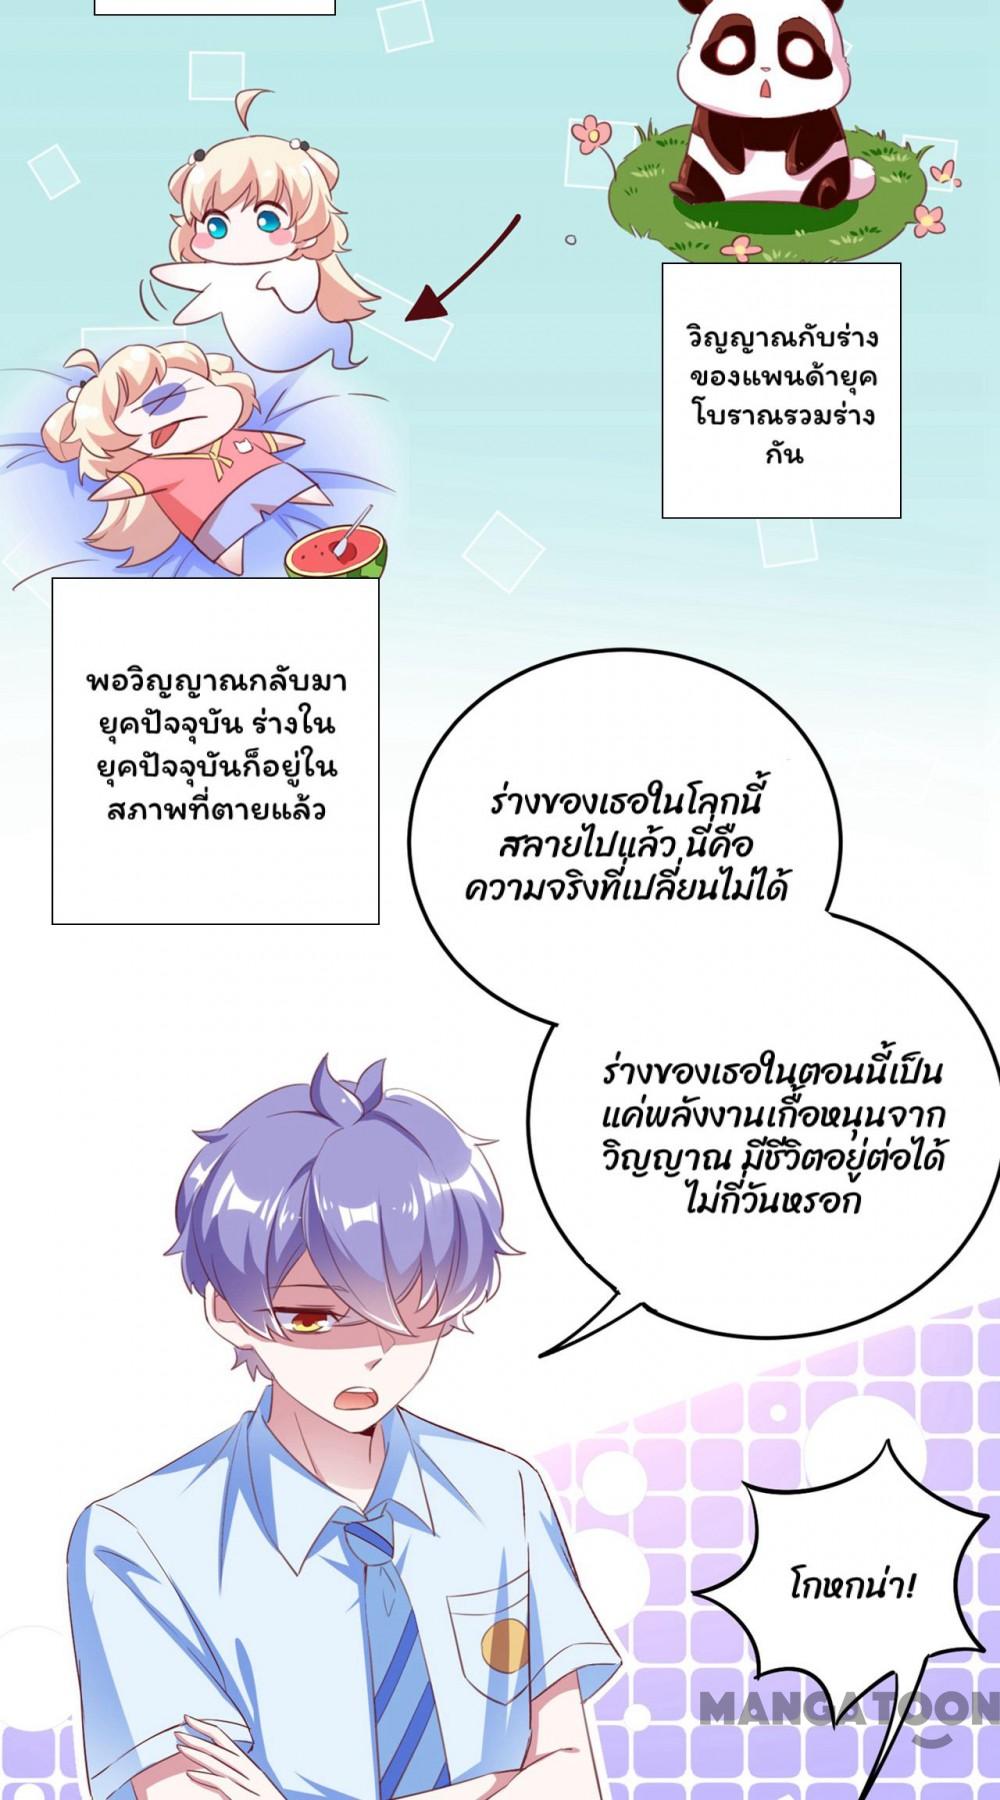 วิญญาณกับร่าง
ของแพนด้ายุค
โบราณรวมร่าง
กัน
พอวิญญาณกลับมา
ยุคปัจจุบัน ร่างใน
ยุคปัจจุบันก็อยู่ใน
สภาพที่ตายแล้ว
ร่างของเธอในโลกนี้
สลายไปแล้ว นี่คือ
ความจริงที่เปลี่ยนไม่ได้
ร่างของเธอในตอนนี้เป็น
แค่พลังงานเกื้อหนุนจาก
วิญญาณ มีชีวิตอยู่ต่อได้
ไม่กี่วันหรอก
โกหกน่า!
MANGATOON